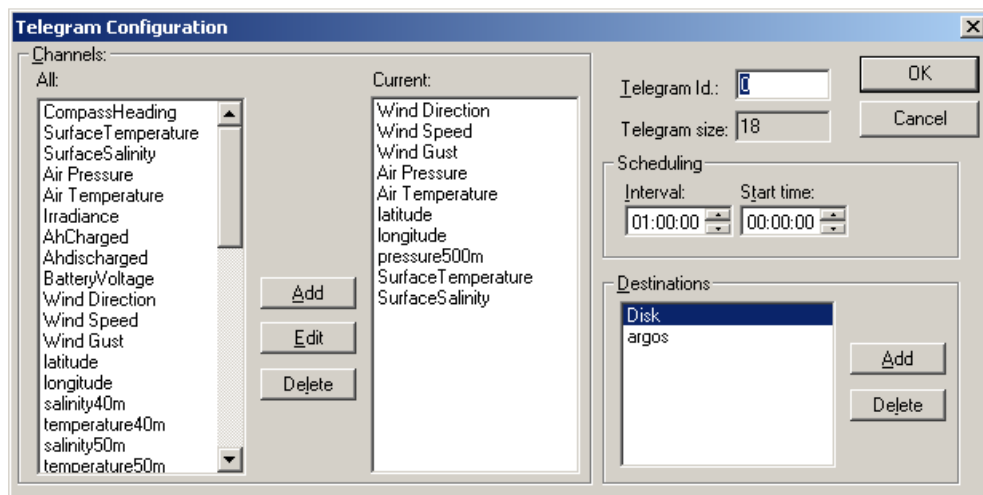 Telegram Configuration
Channels:
All:
CompassHeading
SurfaceTemperature
SurfaceSalinity
Air Pressure
Air Temperature
Irradiance
AhCharged
Ahdischarged
BatteryVoltage
Wind Direction
Wind Speed
Wind Gust
latitude
longitude
salinity40m
temperature40m
salinity50m
temperature50m
Add
Edit
Delete
Current:
Wind Direction
Wind Speed
Wind Gust
Air Pressure
Air Temperature
latitude
longitude
pressure500m
SurfaceTemperature
SurfaceSalinity
Telegram Id.: 0
Telegram size: 18
OK
Cancel
Scheduling
Interval: Start time:
01:00:00 00:00:00
Destinations
Disk
argos
Add
Delete